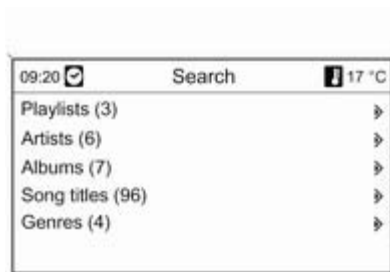 09:20 Search 17 °C
Playlists (3)
Artists (6)
Albums (7)
Song titles (96)
Genres (4)